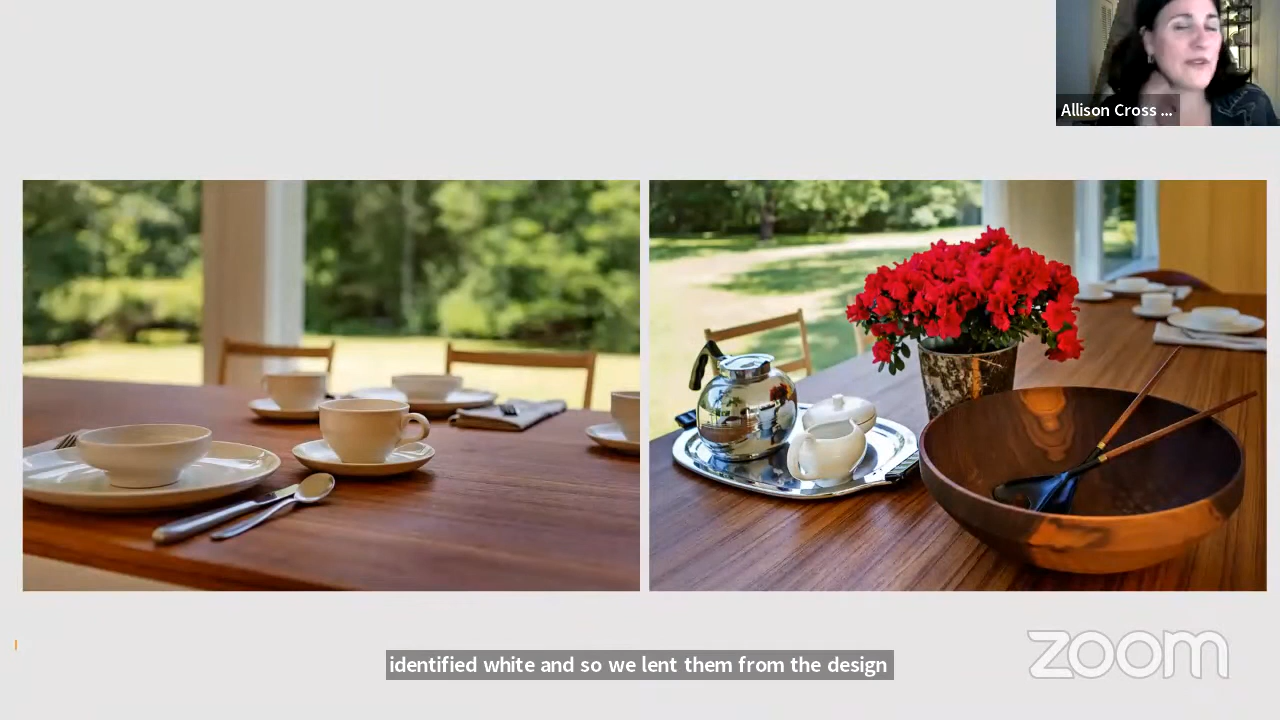 Allison Cross ...
identified white and so we lent them from the design
zoom